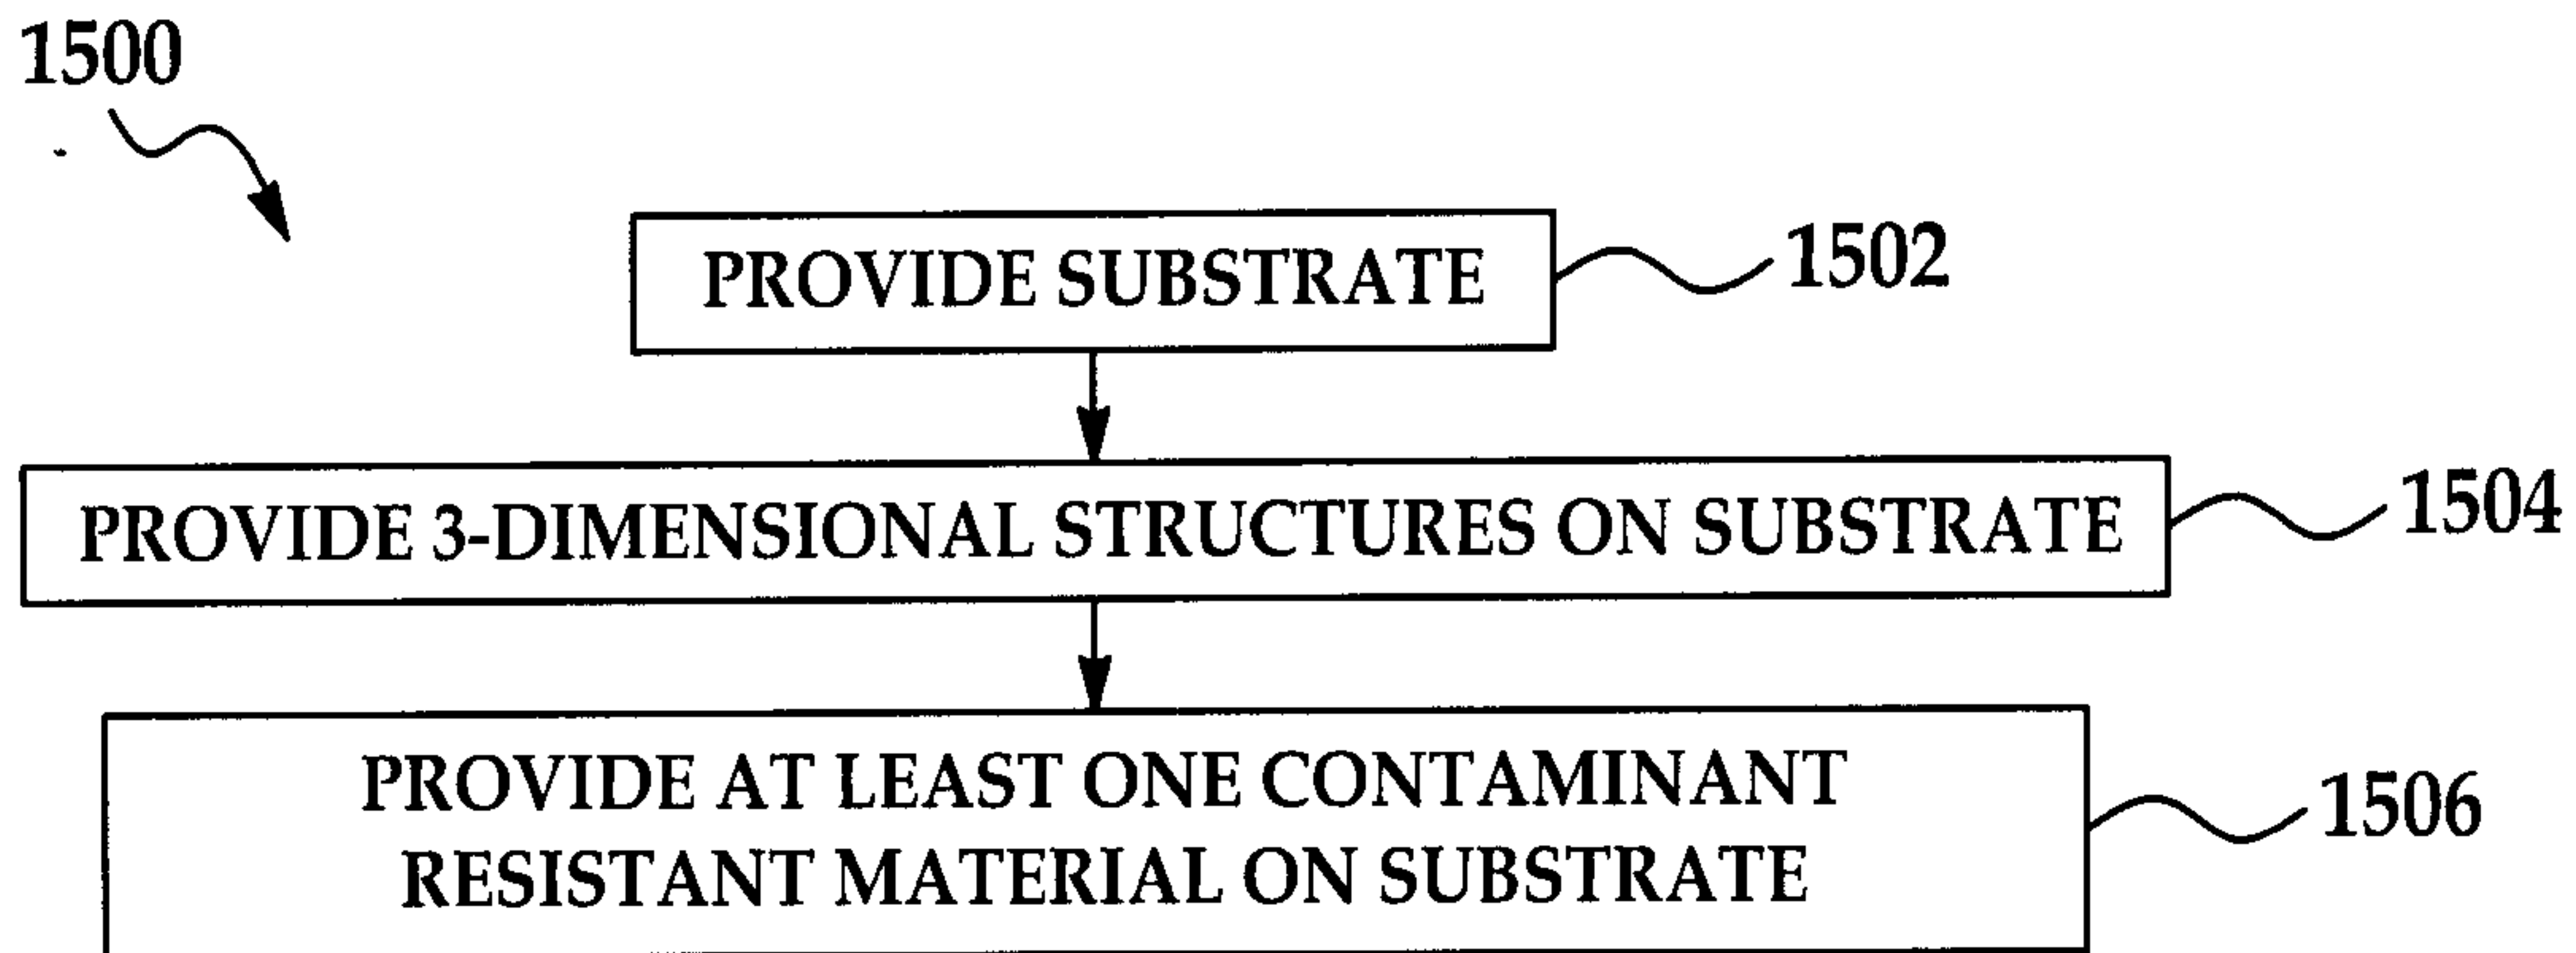 1500
PROVIDE SUBSTRATE
1502
PROVIDE 3-DIMENSIONAL STRUCTURES ON SUBSTRATE
1504
PROVIDE AT LEAST ONE CONTAMINANT
RESISTANT MATERIAL ON SUBSTRATE
1506